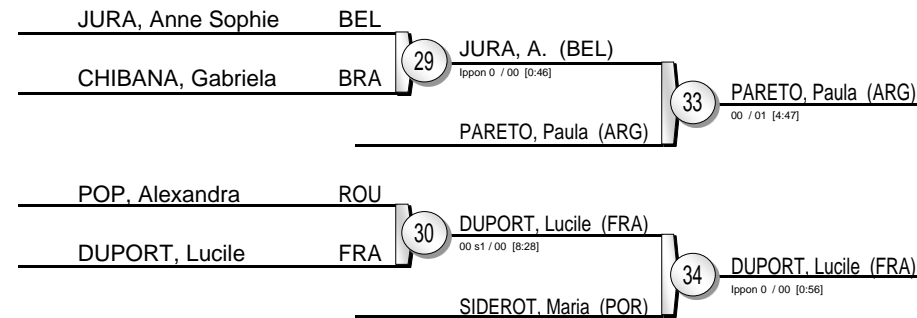 JURA, Anne Sophie BEL
29
JURA, A. (BEL)
Ippon 0 / 00 [0:46]
CHIBANA, Gabriela BRA
33
PARETO, Paula (ARG)
00 / 01 [4:47]
PARETO, Paula (ARG)
POP, Alexandra ROU
30
DUPORT, Lucile (FRA)
00 s1 / 00 [8:28]
DUPORT, Lucile FRA
34
DUPORT, Lucile (FRA)
Ippon 0 / 00 [0:56]
SIDEROT, Maria (POR)